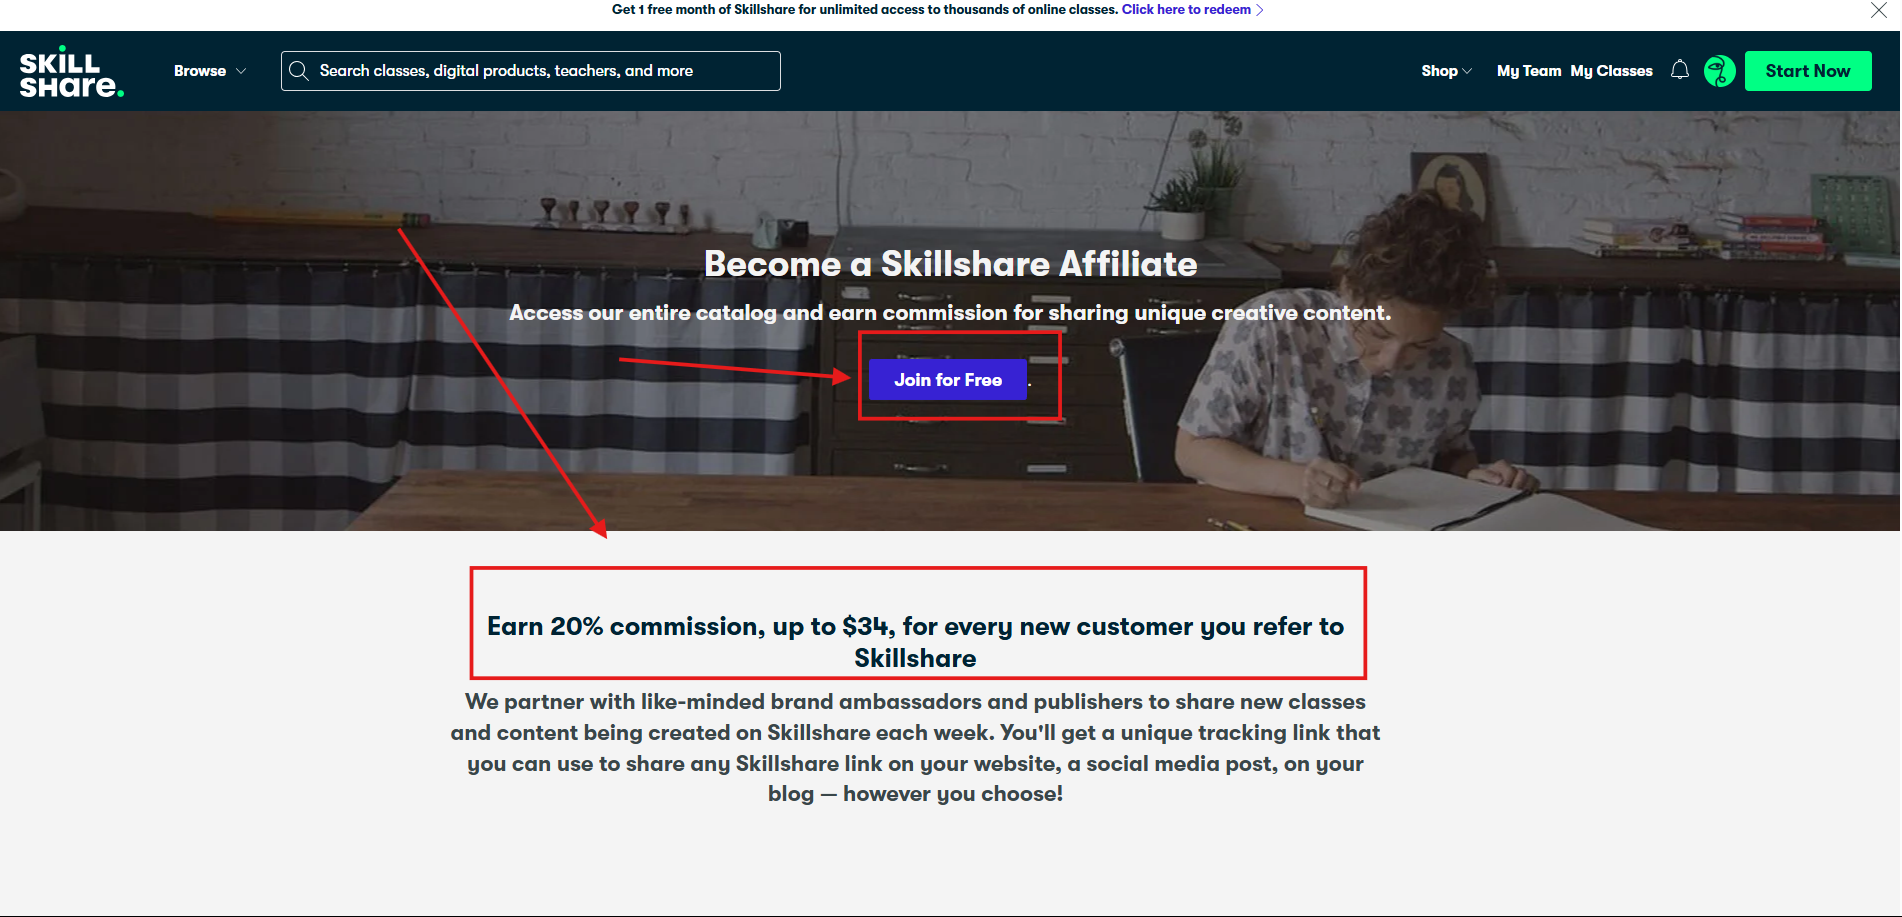 Get 1 free month of Skillshare for unlimited access to thousands of online classes. Click here to redeem
SKILL
SHare.
Browse
Search classes, digital products, teachers, and more
Shop
My Team
My Classes
Start Now
Become a Skillshare Affiliate
Access our entire catalog and earn commission for sharing unique creative content.
Join for Free .
Earn 20% commission, up to $34, for every new customer you refer to
Skillshare
We partner with like-minded brand ambassadors and publishers to share new classes
and content being created on Skillshare each week. You'll get a unique tracking link that
you can use to share any Skillshare link on your website, a social media post, on your
blog — however you choose!